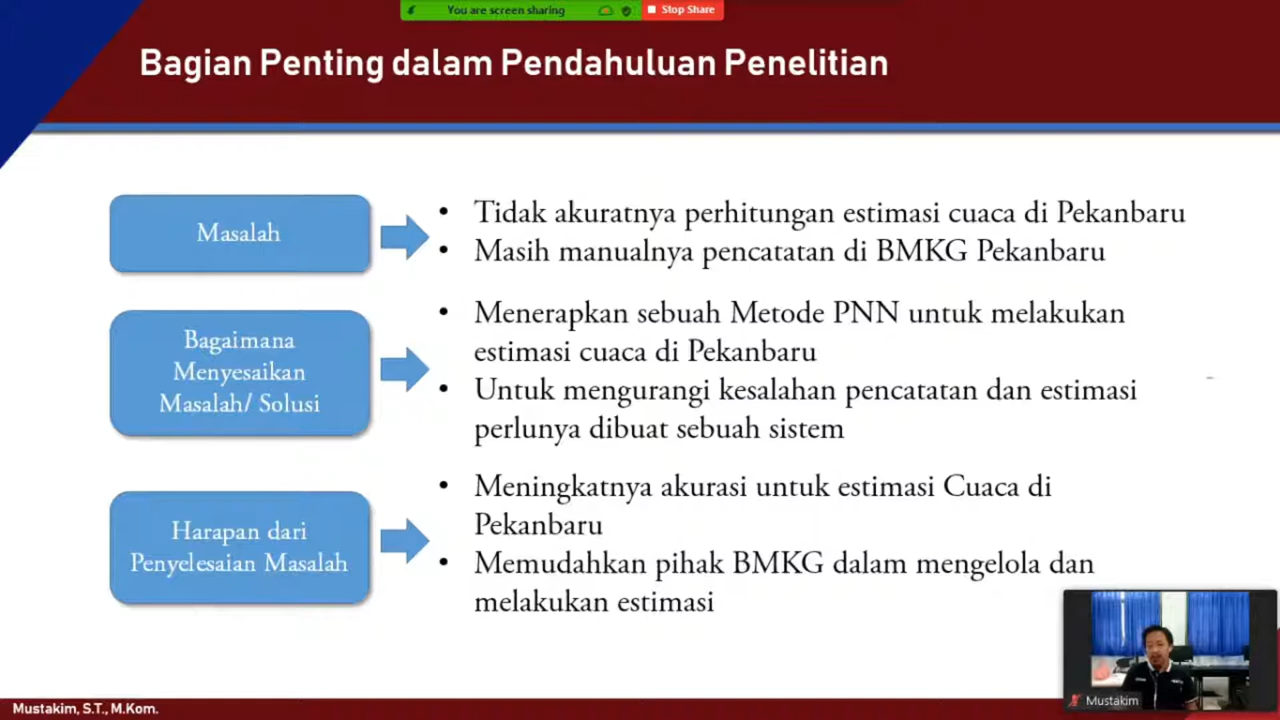 You are screen sharing
Stop Share
Bagian Penting dalam Pendahuluan Penelitian
Masalah
• Tidak akuratnya perhitungan estimasi cuaca di Pekanbaru
• Masih manualnya pencatatan di BMKG Pekanbaru
Bagaimana
Menyesaikan
Masalah/ Solusi
• Menerapkan sebuah Metode PNN untuk melakukan
estimasi cuaca di Pekanbaru
• Untuk mengurangi kesalahan pencatatan dan estimasi
perlunya dibuat sebuah sistem
Harapan dari
Penyelesaian Masalah
• Meningkatnya akurasi untuk estimasi Cuaca di
Pekanbaru
• Memudahkan pihak BMKG dalam mengelola dan
melakukan estimasi
Mustakim
Mustakim, S.T., M.Kom.